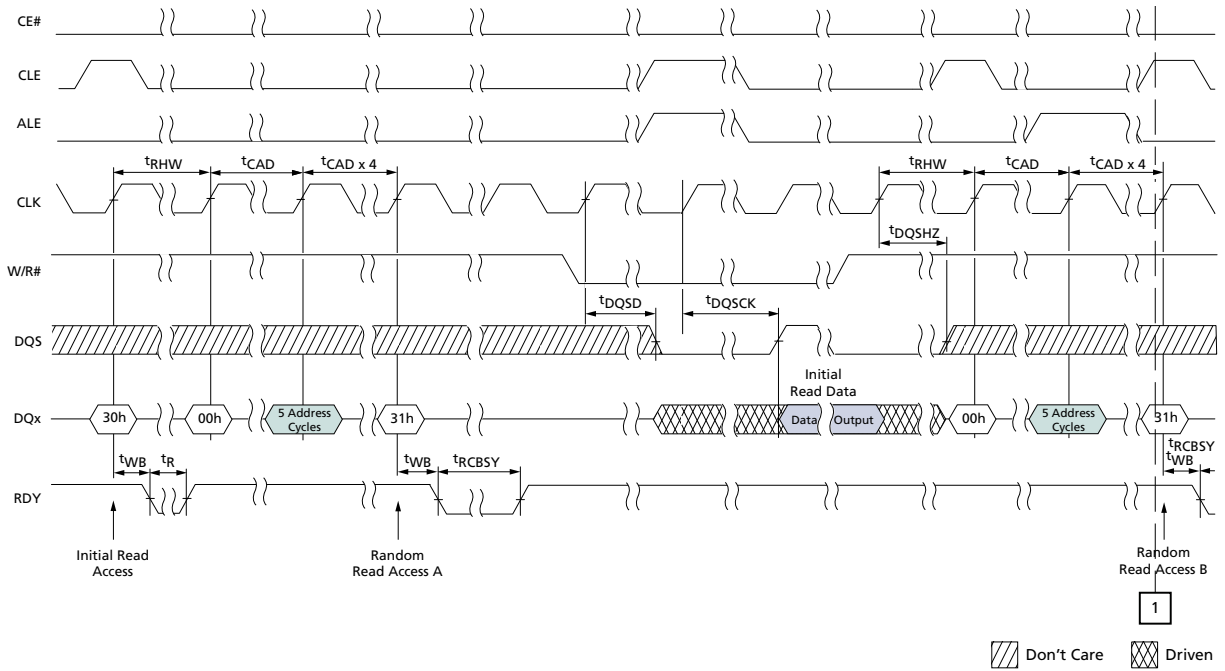 CE#
CLE
ALE
tRHW
tCAD
tCAD x 4
tRHW
tCAD
tCAD x 4
CLK
tDQSHZ
W/R#
tDQSD
tDQSCK
DQS
Initial
Read Data
DQx
30h
00h
5 Address
Cycles
31h
Data
Output
00h
5 Address
Cycles
31h
tWB
tR
tWB
tRCBSY
tRCBSY
tWB
RDY
Initial Read
Access
Random
Read Access A
Random
Read Access B
1
Don't Care
Driven